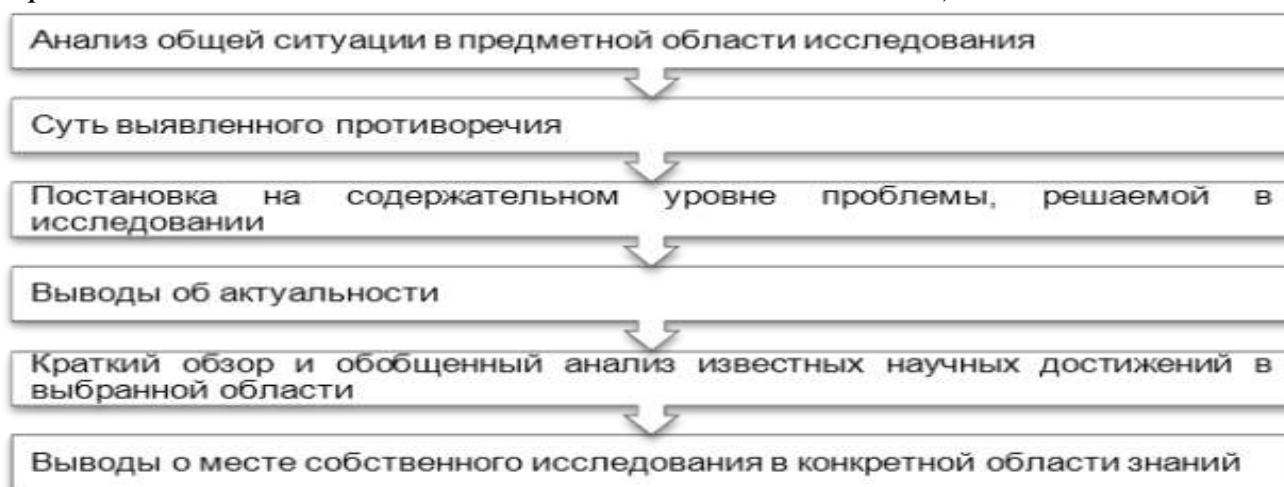 Анализ общей ситуации в предметной области исследования
Суть выявленного противоречия
Постановка на содержательном уровне проблемы, решаемой в
исследовании
Выводы об актуальности
Краткий обзор и обобщенный анализ известных научных достижений в
выбранной области
Выводы о месте собственного исследования в конкретной области знаний